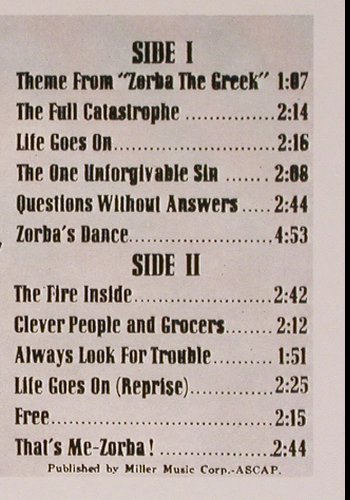 SIDE I
Theme From "Zorba The Greek" 1:07
The Full Catastrophe ............... 2:14
Life Goes On........................... 2:16
The One Unforgivable Sin ....... 2:08
Questions Without Answers ..... 2:44
Zorba's Dance........................ 4:53
SIDE II
The Fire Inside....................... 2:42
Clever People and Grocers........ 2:12
Always Look For Trouble.......... 1:51
Life Goes On (Reprise)............. 2:25
Free...................................... 2:15
That's Me-Zorba! .................... 2:44
Published by Miller Music Corp.-ASCAP.